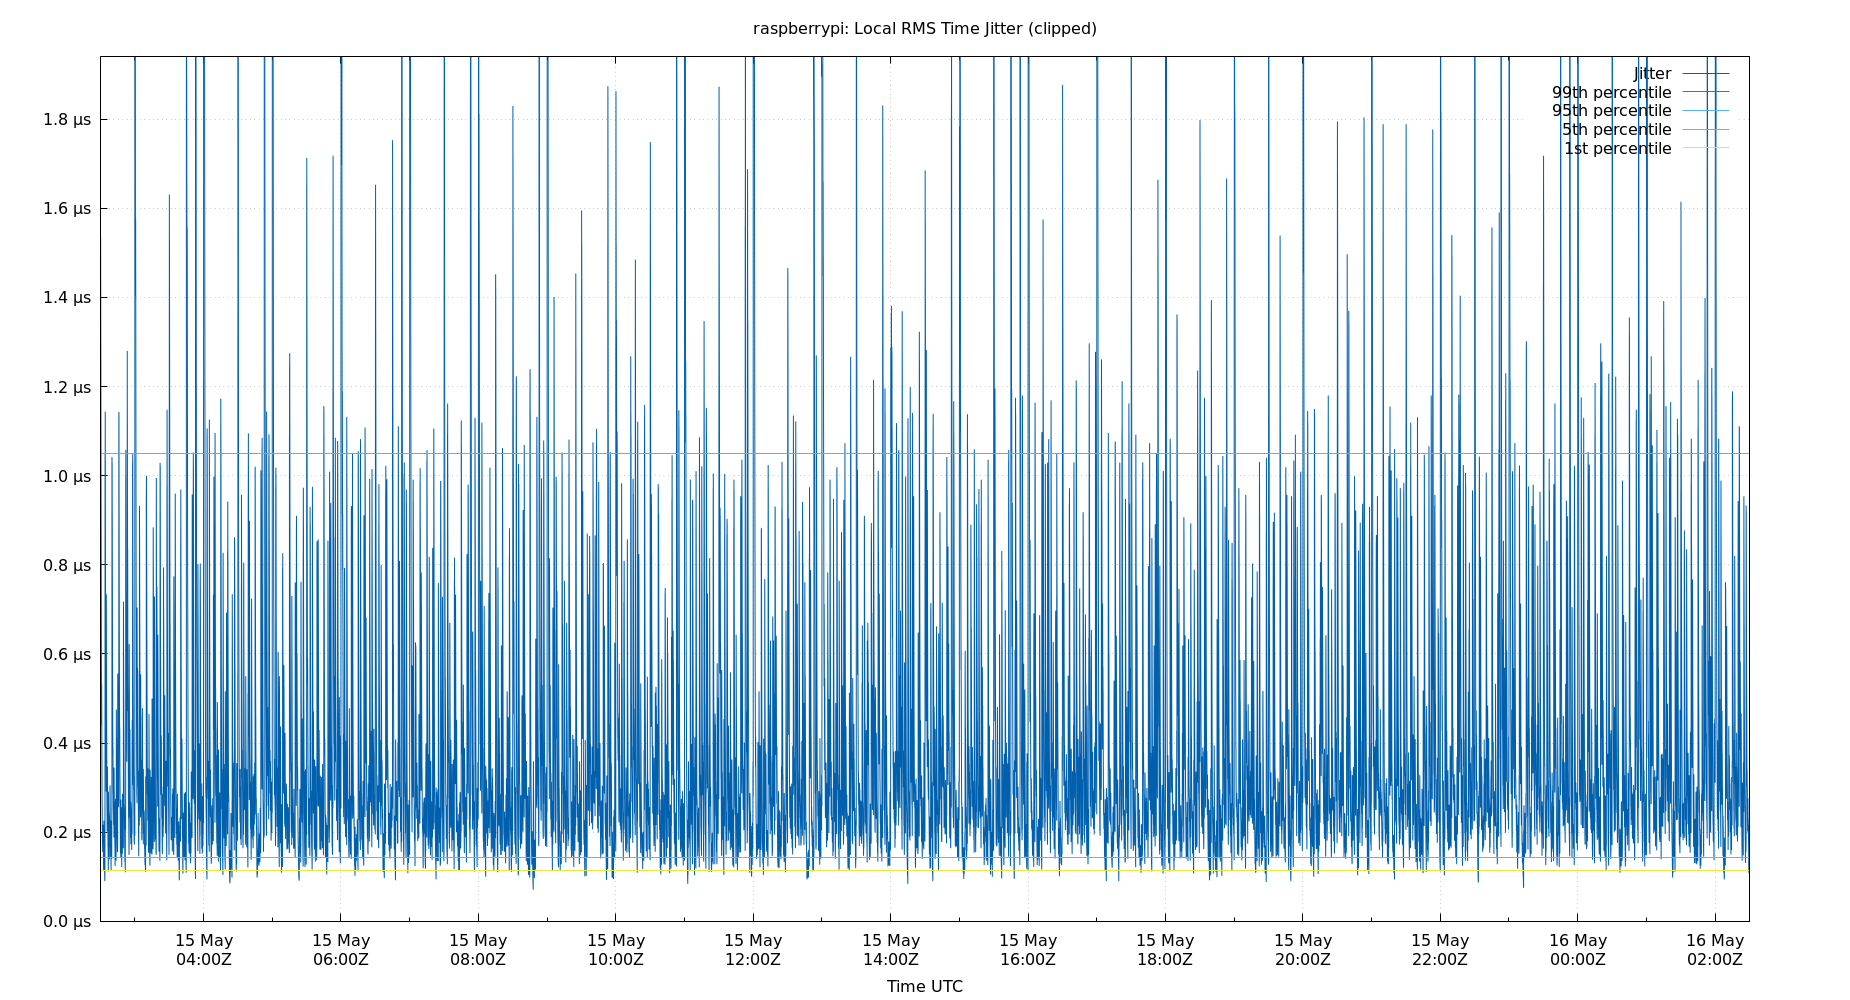 raspberrypi: Local RMS Time Jitter (clipped)
Jitter
99th percentile
95th percentile
5th percentile
1st percentile
1.8 µs
1.6 µs
1.4 µs
1.2 µs
1.0 µs
0.8 µs
0.6 µs
0.4 µs
0.2 µs
0.0 µs
15 May 15 May 15 May 15 May 15 May 15 May 15 May 15 May 15 May 15 May 16 May 16 May
04:00Z 06:00Z 08:00Z 10:00Z 12:00Z 14:00Z 16:00Z 18:00Z 20:00Z 22:00Z 00:00Z 02:00Z
Time UTC